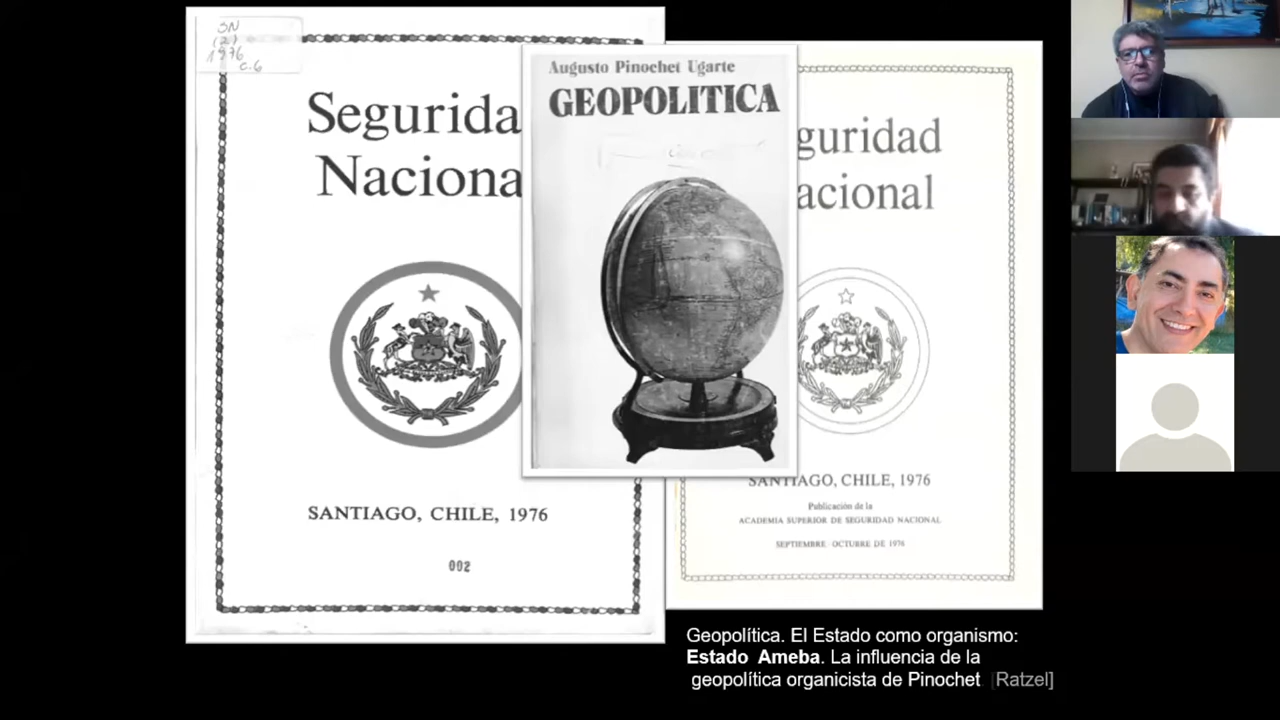 SN
(2)
1976
c.6
Segurida
Naciona
SANTIAGO, CHILE, 1976
002
Augusto Pinochet Ugarte
GEOPOLITICA
guridad
acional
SANTIAGO, CHILE, 1976
Publicación de la
ACADEMIA SUPERIOR DE SEGURIDAD NACIONAL
SEPTIEMBRE - OCTUBRE DE 1976
Geopolítica. El Estado como organismo:
Estado Ameba. La influencia de la
geopolítica organicista de Pinochet [Ratzel]